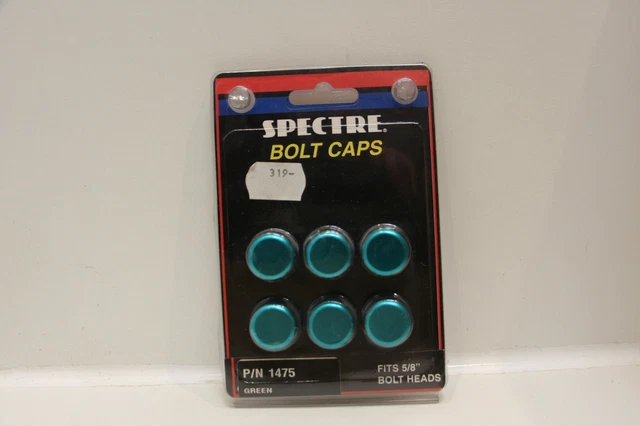 SPECTRE®
BOLT CAPS
319-
P/N 1475
GREEN
FITS 5/8"
BOLT HEADS